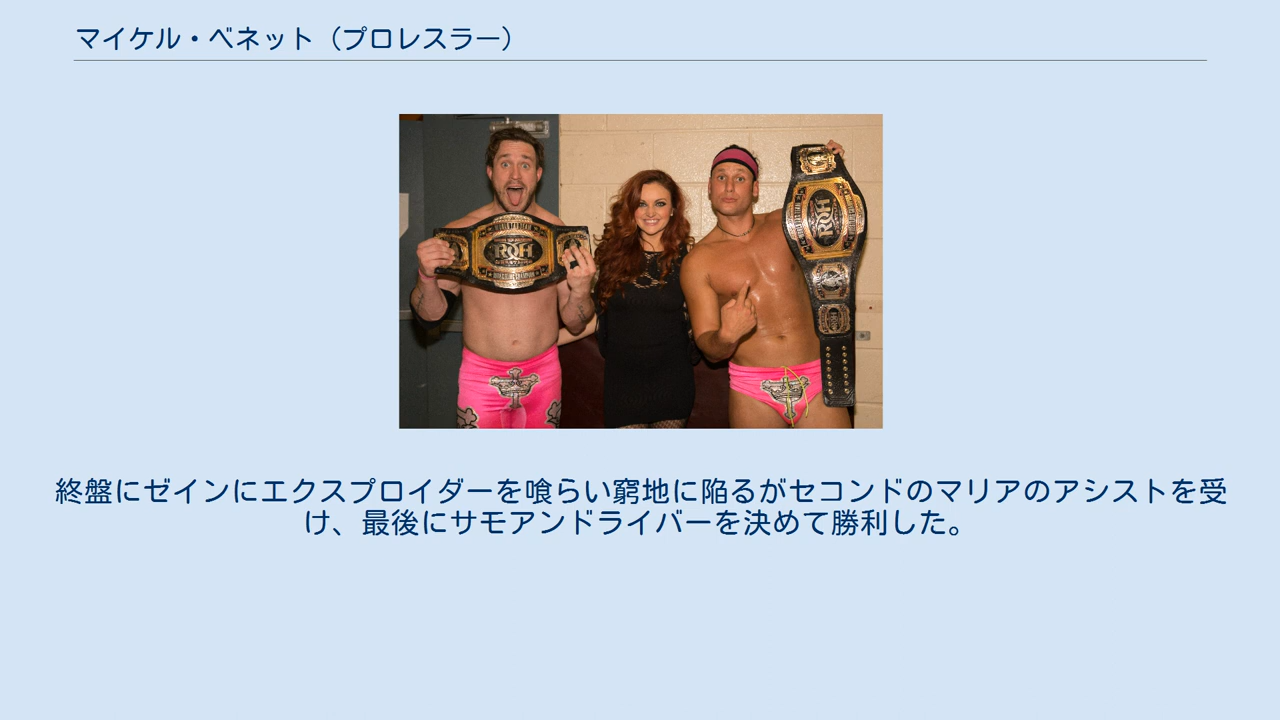 マイケル・ベネット（プロレスラー）
ROH
ROH
終盤にゼインにエクスプロイダーを喰らい窮地に陥るがセコンドのマリアのアシストを受
け、最後にサモアンドライバーを決めて勝利した。